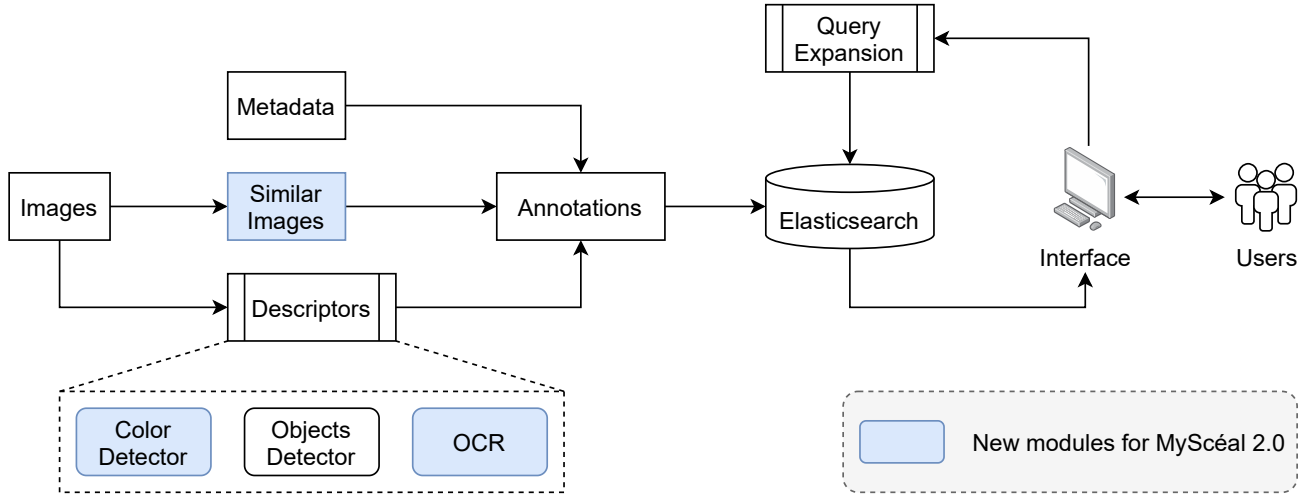 Query
Expansion
Metadata
Images
Similar
Images
Annotations
Elasticsearch
Interface
Users
Descriptors
Color
Detector
Objects
Detector
OCR
New modules for MyScéal 2.0